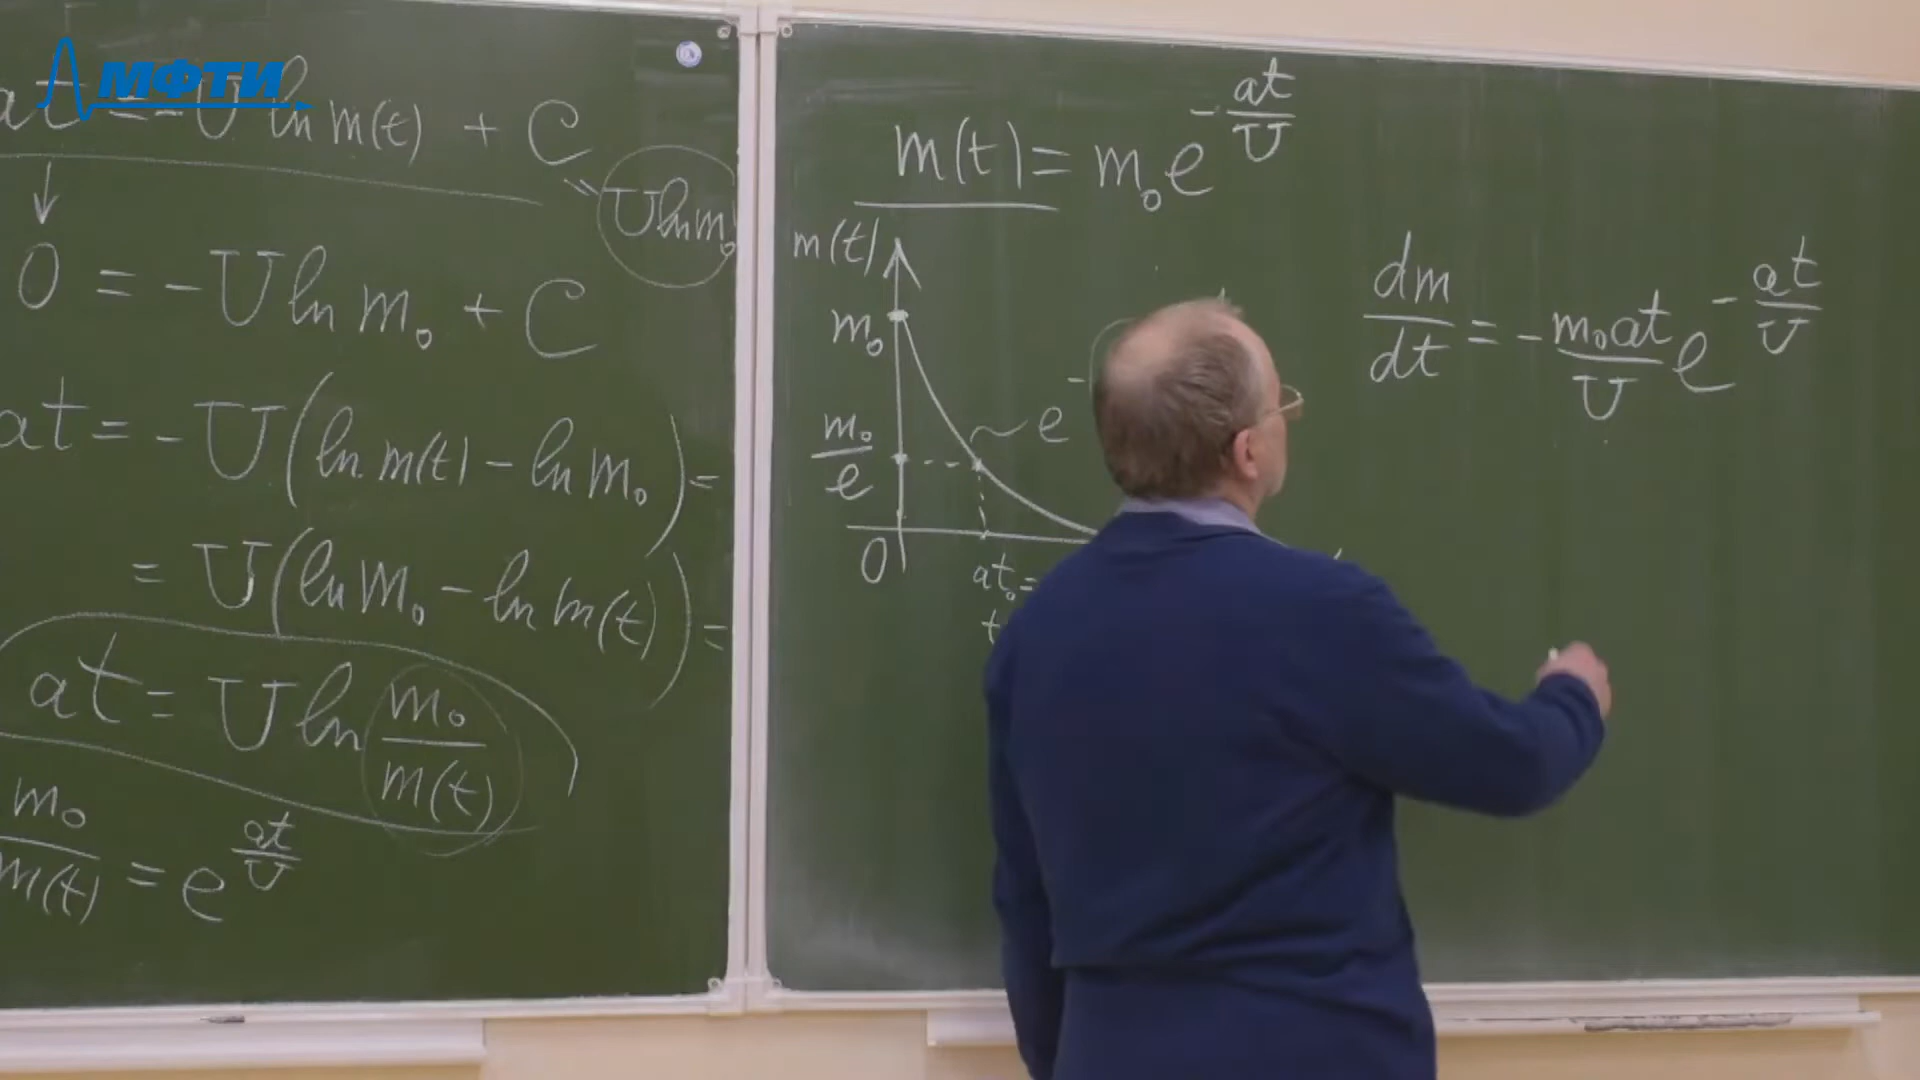 МФТИ
at = -U ln m(t) + C
= U ln m₀
0 = -U ln m₀ + C
at = -U(ln m(t) - ln m₀) =
= U(ln m₀ - ln m(t)) =
at = U ln m₀/m(t)
m₀/m(t) = e^(at/U)
m(t) = m₀ e^(-at/U)
m(t)
m₀
m₀/e
0
e
at₀ =
t
dm/dt = - m₀at/U e^(-at/U)